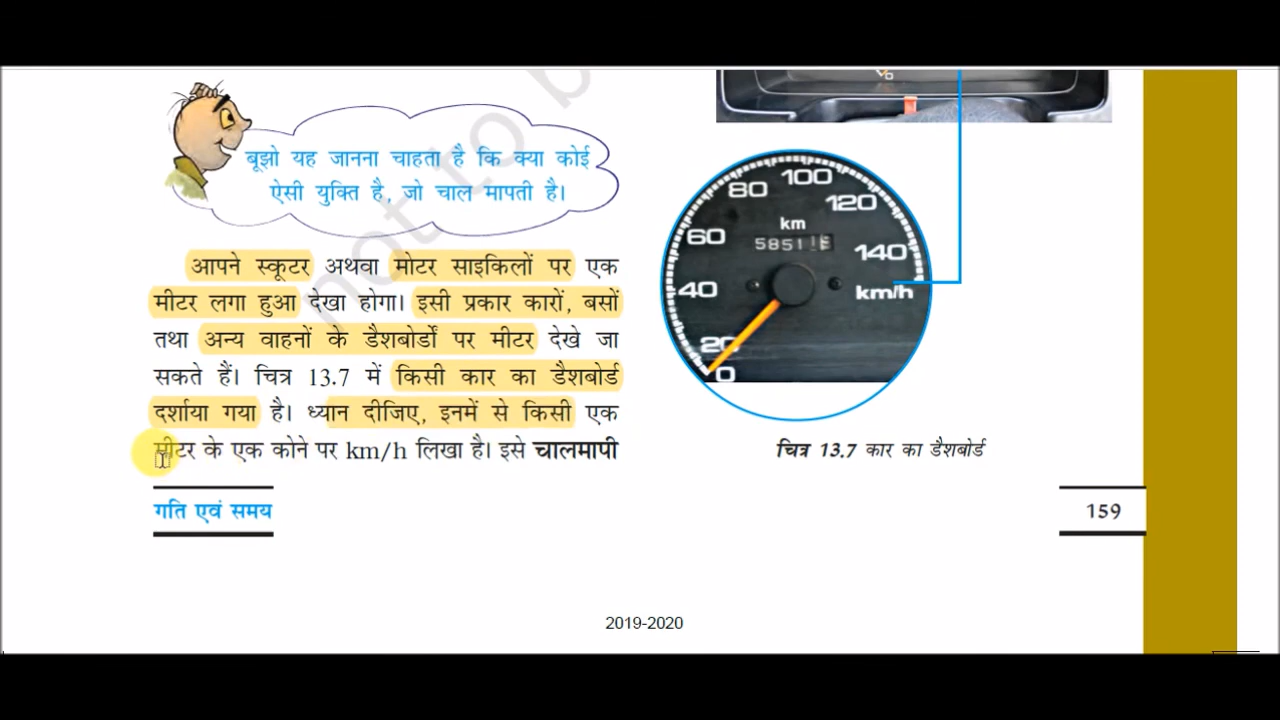 बूझो यह जानना चाहता है कि क्या कोई
ऐसी युक्ति है, जो चाल मापती है।
आपने स्कूटर अथवा मोटर साइकिलों पर एक
मीटर लगा हुआ देखा होगा। इसी प्रकार कारों, बसों
तथा अन्य वाहनों के डैशबोर्डों पर मीटर देखे जा
सकते हैं। चित्र 13.7 में किसी कार का डैशबोर्ड
दर्शाया गया है। ध्यान दीजिए, इनमें से किसी एक
मीटर के एक कोने पर km/h लिखा है। इसे चालमापी
0
20
40
60
80
100
120
140
km
km/h
चित्र 13.7 कार का डैशबोर्ड
गति एवं समय
159
2019-2020
not to b